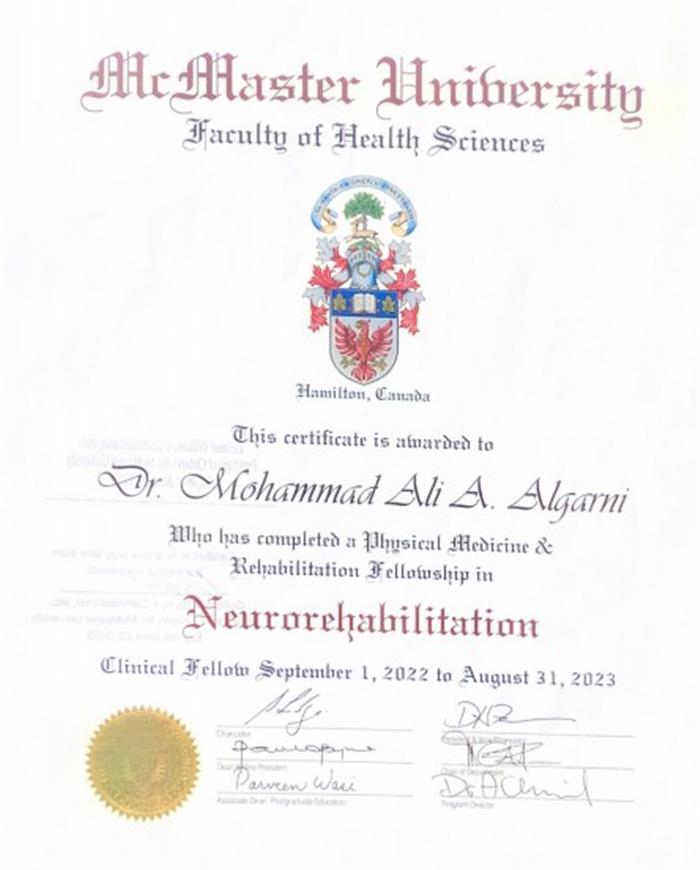 McMaster University
Faculty of Health Sciences
Hamilton, Canada
This certificate is awarded to
Dr. Mohammad Ali A. Algarni
Who has completed a Physical Medicine &
Rehabilitation Fellowship in
Neurorehabilitation
Clinical Fellow September 1, 2022 to August 31, 2023
Chancellor
Parveen Wasi
Associate Dean, Postgraduate Education
Program Director